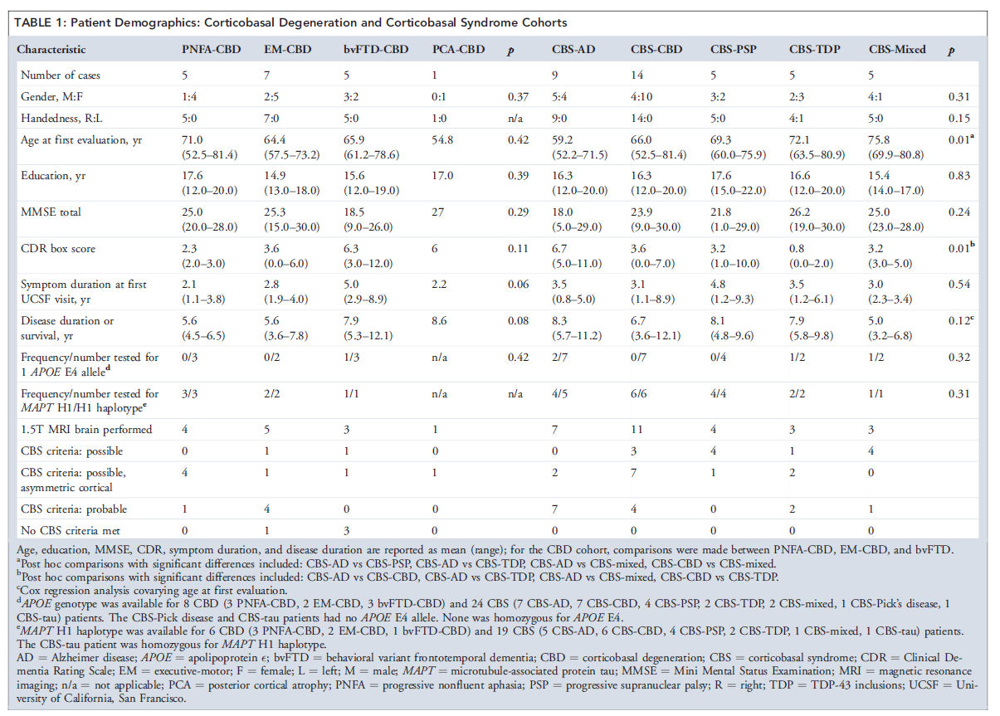 TABLE 1: Patient Demographics: Corticobasal Degeneration and Corticobasal Syndrome Cohorts
Characteristic PNFA-CBD EM-CBD bvFTD-CBD PCA-CBD p CBS-AD CBS-CBD CBS-PSP CBS-TDP CBS-Mixed p
Number of cases 5 7 5 1 9 14 5 5 5
Gender, M:F 1:4 2:5 3:2 0:1 0.37 5:4 4:10 3:2 2:3 4:1 0.31
Handedness, R:L 5:0 7:0 5:0 1:0 n/a 9:0 14:0 5:0 4:1 5:0 0.15
Age at first evaluation, yr 71.0 64.4 65.9 54.8 0.42 59.2 66.0 69.3 72.1 75.8 0.01a
(52.5–81.4) (57.5–73.2) (61.2–78.6) (52.2–71.5) (52.5–81.4) (60.0–75.9) (63.5–80.9) (69.9–80.8)
Education, yr 17.6 14.9 15.6 17.0 0.39 16.3 16.3 17.6 16.6 15.4 0.83
(12.0–20.0) (13.0–18.0) (12.0–19.0) (12.0–20.0) (12.0–20.0) (15.0–22.0) (12.0–20.0) (14.0–17.0)
MMSE total 25.0 25.3 18.5 27 0.29 18.0 23.9 21.8 26.2 25.0 0.24
(20.0–28.0) (15.0–30.0) (9.0–26.0) (5.0–29.0) (9.0–30.0) (1.0–29.0) (19.0–30.0) (23.0–28.0)
CDR box score 2.3 3.6 6.3 6 0.11 6.7 3.6 3.2 0.8 3.2 0.01b
(2.0–3.0) (0.0–6.0) (3.0–12.0) (5.0–11.0) (0.0–7.0) (1.0–10.0) (0.0–2.0) (3.0–5.0)
Symptom duration at first 2.1 2.8 5.0 2.2 0.06 3.5 3.1 4.8 3.5 3.0 0.54
UCSF visit, yr (1.1–3.8) (1.9–4.0) (2.9–8.9) (0.8–5.0) (1.1–8.9) (1.2–9.3) (1.2–6.1) (2.3–3.4)
Disease duration or 5.6 5.6 7.9 8.6 0.08 8.3 6.7 8.1 7.9 5.0 0.12c
survival, yr (4.5–6.5) (3.6–7.8) (5.3–12.1) (5.7–11.2) (3.6–12.1) (4.8–9.6) (5.8–9.8) (3.2–6.8)
Frequency/number tested for 0/3 0/2 1/3 n/a 0.42 2/7 0/7 0/4 1/2 1/2 0.32
1 APOE E4 alleled
Frequency/number tested for 3/3 2/2 1/1 n/a n/a 4/5 6/6 4/4 2/2 1/1 0.31
MAPT H1/H1 haplotypee
1.5T MRI brain performed 4 5 3 1 7 11 4 3 3
CBS criteria: possible 0 1 1 0 0 3 4 1 4
CBS criteria: possible, 4 1 1 1 2 7 1 2 0
asymmetric cortical
CBS criteria: probable 1 4 0 0 7 4 0 2 1
No CBS criteria met 0 1 3 0 0 0 0 0 0
Age, education, MMSE, CDR, symptom duration, and disease duration are reported as mean (range); for the CBD cohort, comparisons were made between PNFA-CBD, EM-CBD, and bvFTD.
aPost hoc comparisons with significant differences included: CBS-AD vs CBS-PSP, CBS-AD vs CBS-TDP, CBS-AD vs CBS-mixed, CBS-CBD vs CBS-mixed.
bPost hoc comparisons with significant differences included: CBS-AD vs CBS-CBD, CBS-AD vs CBS-TDP, CBS-AD vs CBS-mixed, CBS-CBD vs CBS-TDP.
cCox regression analysis covarying age at first evaluation.
dAPOE genotype was available for 8 CBD (3 PNFA-CBD, 2 EM-CBD, 3 bvFTD-CBD) and 24 CBS (7 CBS-AD, 7 CBS-CBD, 4 CBS-PSP, 2 CBS-TDP, 2 CBS-mixed, 1 CBS-Pick's disease, 1
CBS-tau) patients. The CBS-Pick disease and CBS-tau patients had no APOE E4 allele. None was homozygous for APOE E4.
eMAPT H1 haplotype was available for 6 CBD (3 PNFA-CBD, 2 EM-CBD, 1 bvFTD-CBD) and 19 CBS (5 CBS-AD, 6 CBS-CBD, 4 CBS-PSP, 2 CBS-TDP, 1 CBS-mixed, 1 CBS-tau) patients.
The CBS-tau patient was homozygous for MAPT H1 haplotype.
AD = Alzheimer disease; APOE = apolipoprotein ϵ; bvFTD = behavioral variant frontotemporal dementia; CBD = corticobasal degeneration; CBS = corticobasal syndrome; CDR = Clinical De-
mentia Rating Scale; EM = executive-motor; F = female; L = left; M = male; MAPT = microtubule-associated protein tau; MMSE = Mini Mental Status Examination; MRI = magnetic resonance
imaging; n/a = not applicable; PCA = posterior cortical atrophy; PNFA = progressive nonfluent aphasia; PSP = progressive supranuclear palsy; R = right; TDP = TDP-43 inclusions; UCSF = Uni-
versity of California, San Francisco.